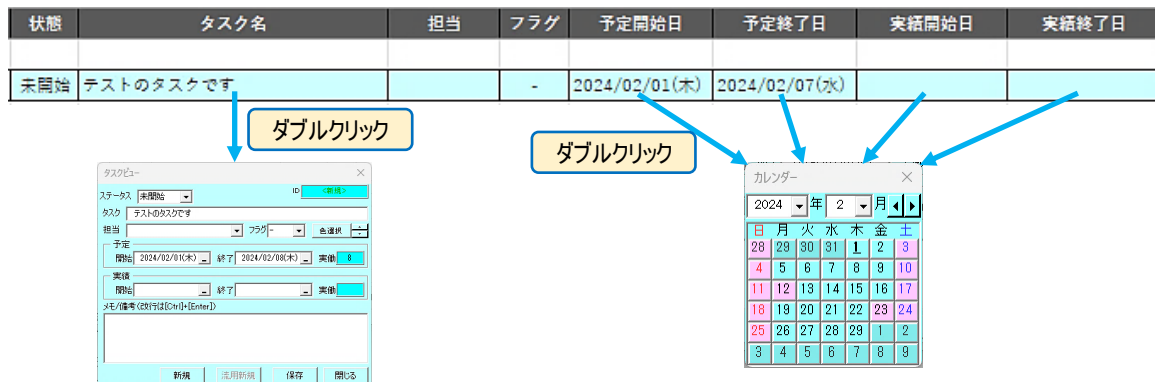 状態 タスク名 担当 フラグ 予定開始日 予定終了日 実績開始日 実績終了日
未開始 テストのタスクです - 2024/02/01(木) 2024/02/07(水)
ダブルクリック
ダブルクリック
タスクビュー
ステータス 未開始 ID <新規>
タスク テストのタスクです
担当 フラグ - 色選択
予定
開始 2024/02/01(木) 終了 2024/02/08(木) 実働 8
実績
開始 終了 実働
メモ/備考(改行は[Ctrl]+[Enter])
新規 流用新規 保存 閉じる
カレンダー
2024 年 2 月
日 月 火 水 木 金 土
28 29 30 31 1 2 3
4 5 6 7 8 9 10
11 12 13 14 15 16 17
18 19 20 21 22 23 24
25 26 27 28 29 1 2
3 4 5 6 7 8 9